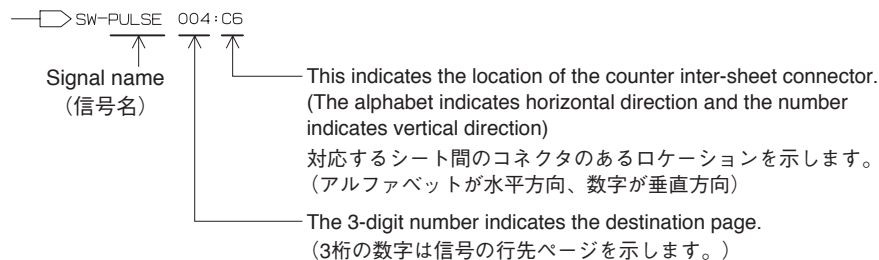 SW-PULSE 004:C6
Signal name
（信号名）
This indicates the location of the counter inter-sheet connector.
(The alphabet indicates horizontal direction and the number
indicates vertical direction)
対応するシート間のコネクタのあるロケーションを示します。
（アルファベットが水平方向、数字が垂直方向）
The 3-digit number indicates the destination page.
（3桁の数字は信号の行先ページを示します。）